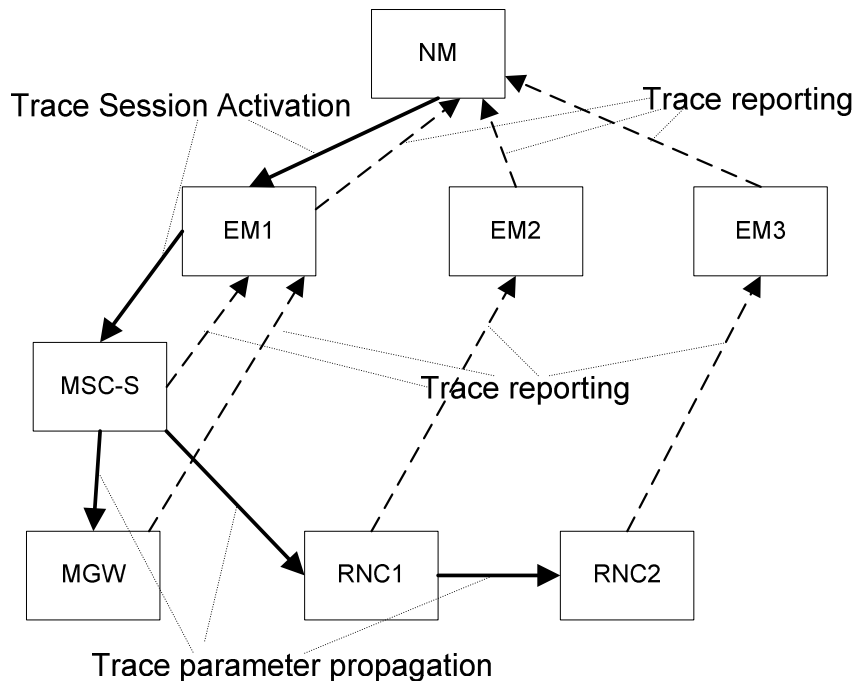 NM
Trace Session Activation
Trace reporting
EM1
EM2
EM3
MSC-S
Trace reporting
MGW
RNC1
RNC2
Trace parameter propagation